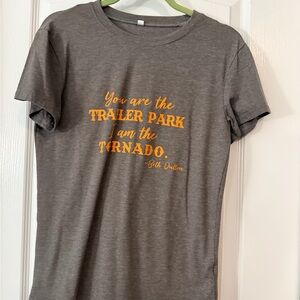 You are the
TRAILER PARK
I am the
TORNADO.
-Beth Dutton